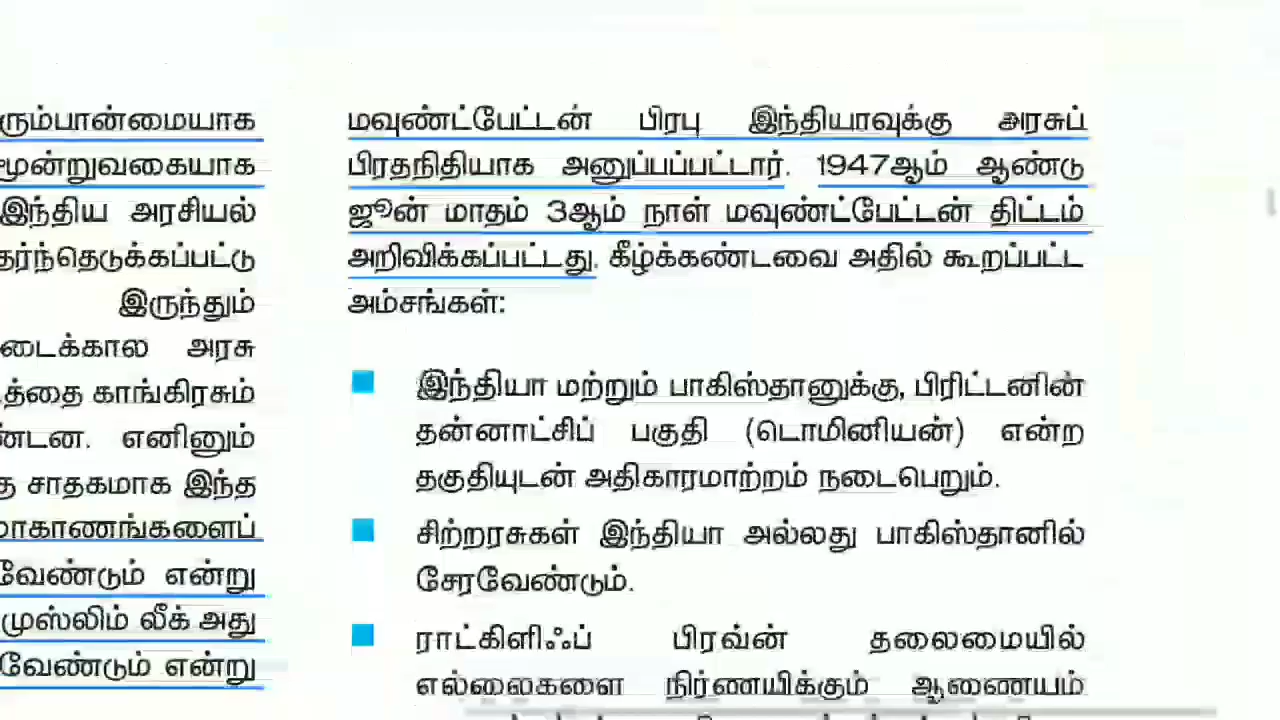 ரும்பான்மையாக
மூன்றுவகையாக
இந்திய அரசியல்
தர்ந்தெடுக்கப்பட்டு
இருந்தும்
டைக்கால அரசு
த்தை காங்கிரசும்
ண்டன. எனினும்
த சாதகமாக இந்த
மாகாணங்களைப்
வேண்டும் என்று
முஸ்லிம் லீக் அது
வேண்டும் என்று
மவுண்ட்பேட்டன் பிரபு இந்தியாவுக்கு அரசுப்
பிரதநிதியாக அனுப்பப்பட்டார். 1947ஆம் ஆண்டு
ஜூன் மாதம் 3ஆம் நாள் மவுண்ட்பேட்டன் திட்டம்
அறிவிக்கப்பட்டது. கீழ்க்கண்டவை அதில் கூறப்பட்ட
அம்சங்கள்:
இந்தியா மற்றும் பாகிஸ்தானுக்கு, பிரிட்டனின்
தன்னாட்சிப் பகுதி (டொமினியன்) என்ற
தகுதியுடன் அதிகாரமாற்றம் நடைபெறும்.
சிற்றரசுகள் இந்தியா அல்லது பாகிஸ்தானில்
சேரவேண்டும்.
ராட்கிளிஃப் பிரவ்ன் தலைமையில்
எல்லைகளை நிர்ணயிக்கும் ஆணையம்